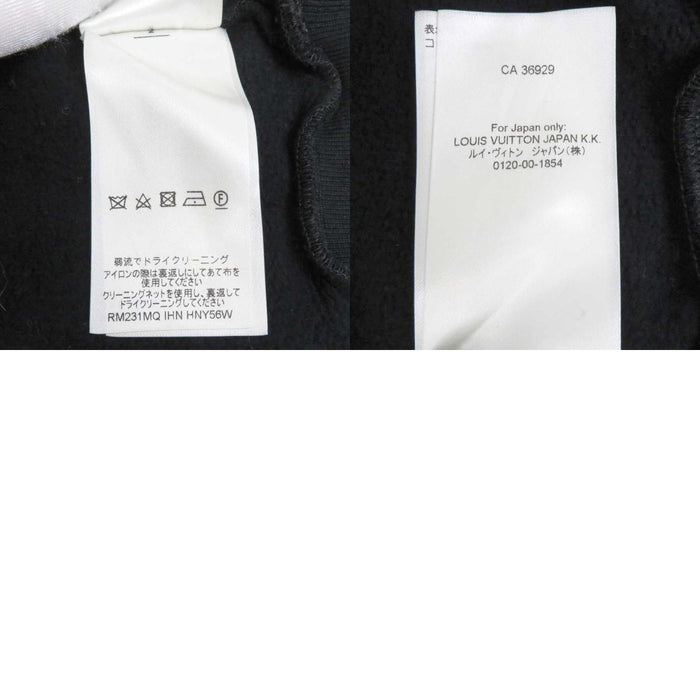 弱流でドライクリーニング
アイロンの際は裏返しにしてあて布を
使用してください
クリーニングネットを使用し、裏返して
ドライクリーニングしてください
RM231MQ IHN HNY56W
表
コ
CA 36929
For Japan only:
LOUIS VUITTON JAPAN K.K.
ルイ・ヴィトン ジャパン(株)
0120-00-1854